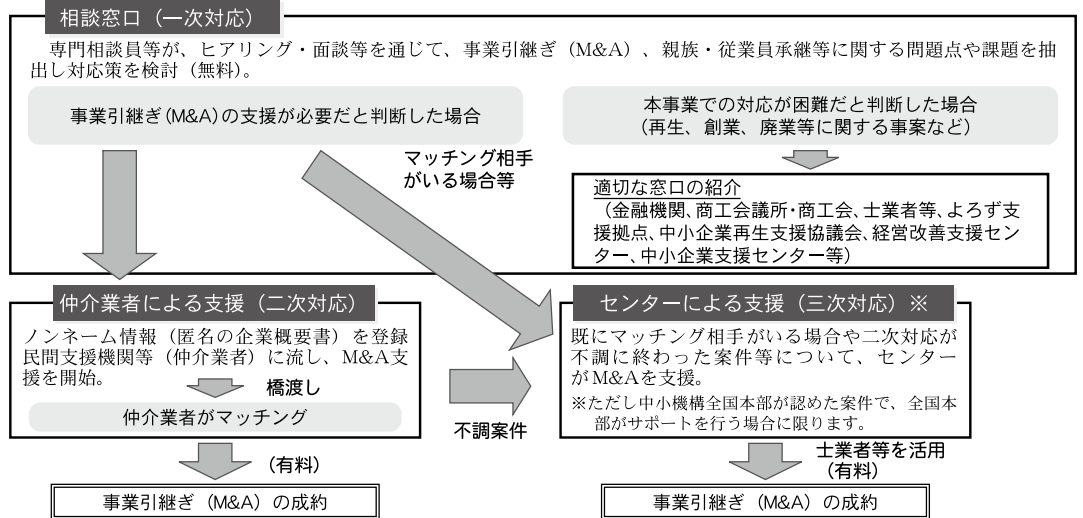 相談窓口（一次対応）
専門相談員等が、ヒアリング・面談等を通じて、事業引継ぎ（M&A）、親族・従業員承継等に関する問題点や課題を抽
出し対応策を検討（無料）。
事業引継ぎ（M&A）の支援が必要だと判断した場合
本事業での対応が困難だと判断した場合
（再生、創業、廃業等に関する事案など）
マッチング相手
がいる場合等
適切な窓口の紹介
（金融機関、商工会議所・商工会、士業者等、よろず支
援拠点、中小企業再生支援協議会、経営改善支援セン
ター、中小企業支援センター等）
仲介業者による支援（二次対応）
ノンネーム情報（匿名の企業概要書）を登録
民間支援機関等（仲介業者）に流し、M&A支
援を開始。
橋渡し
仲介業者がマッチング
（有料）
事業引継ぎ（M&A）の成約
不調案件
センターによる支援（三次対応）※
既にマッチング相手がいる場合や二次対応が
不調に終わった案件等について、センター
がM&Aを支援。
※ただし中小機構全国本部が認めた案件で、全国本
部がサポートを行う場合に限ります。
士業者等を活用
（有料）
事業引継ぎ（M&A）の成約